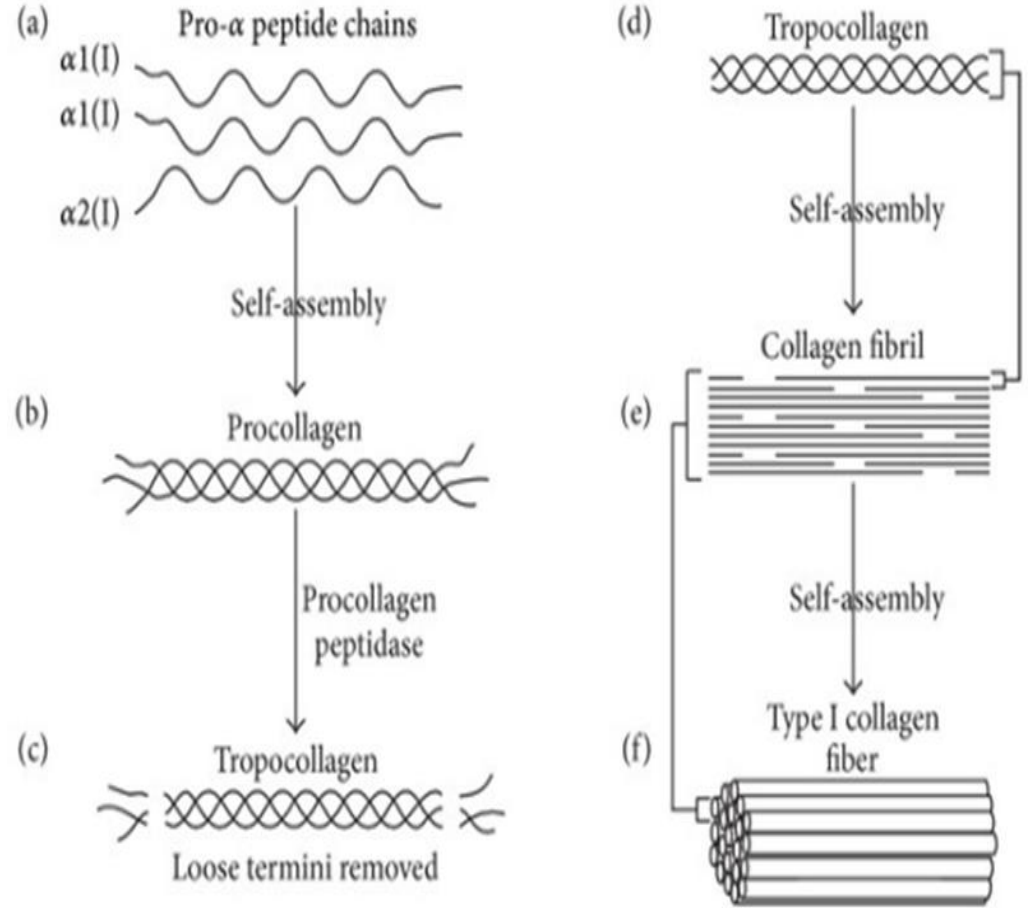 (a)
Pro-α peptide chains
α1(I)
α1(I)
α2(I)
Self-assembly
(b)
Procollagen
Procollagen
peptidase
(c)
Tropocollagen
Loose termini removed
(d)
Tropocollagen
Self-assembly
Collagen fibril
(e)
Self-assembly
Type I collagen
(f)
fiber